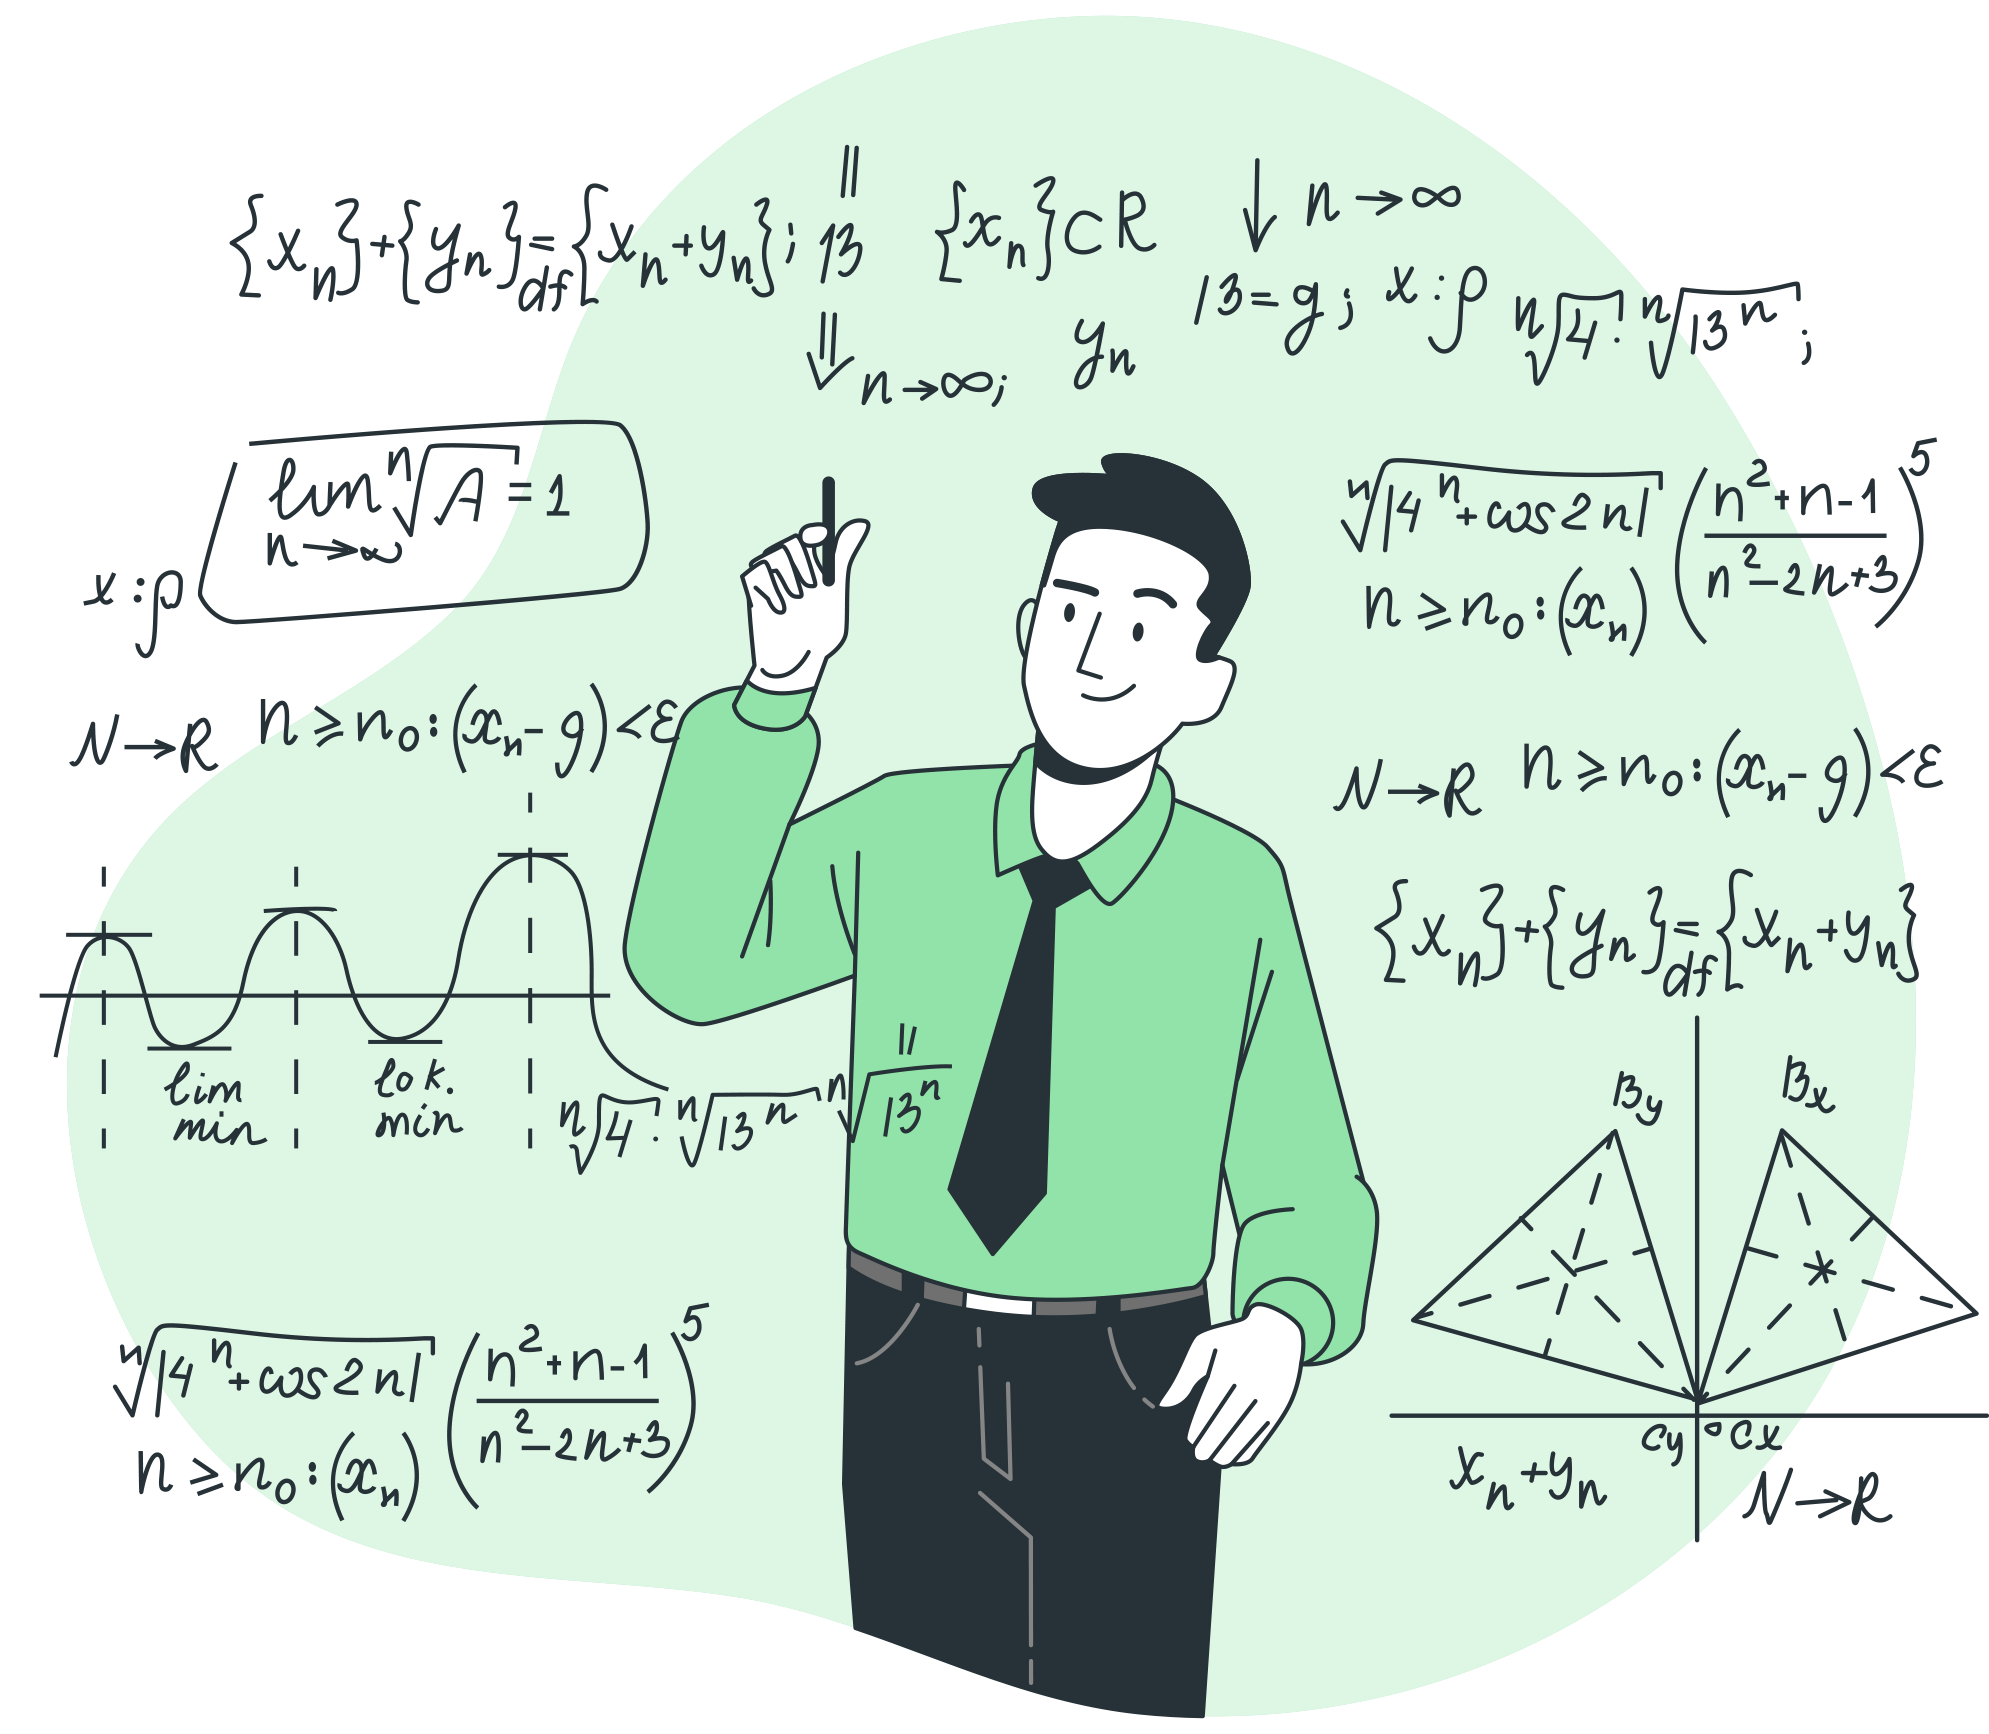 {xₙ}+{yₙ}=df{xₙ+yₙ}; 13
{xₙ}⊂R
↓ n→∞
⇓ n→∞;
yₙ
13=g; x:p ⁿ√4: ⁿ√13ⁿ;
lim ⁿ√A=1
n→∞
x:p
N→R n≥n₀:(xₙ-g)<ε
lim
min
lok.
min
ⁿ√4: ⁿ√13ⁿ - ⁿ√13ⁿ
ⁿ√|4ⁿ+cos2n| (n²+n-1 / n²-2n+3)⁵
n≥n₀:(xₙ)
ⁿ√|4ⁿ+cos2n| (n²+n-1 / n²-2n+3)⁵
n≥n₀:(xₙ)
N→R n≥n₀:(xₙ-g)<ε
{xₙ}+{yₙ}=df{xₙ+yₙ}
By Bx
Cy Cx
xₙ+yₙ
N→R